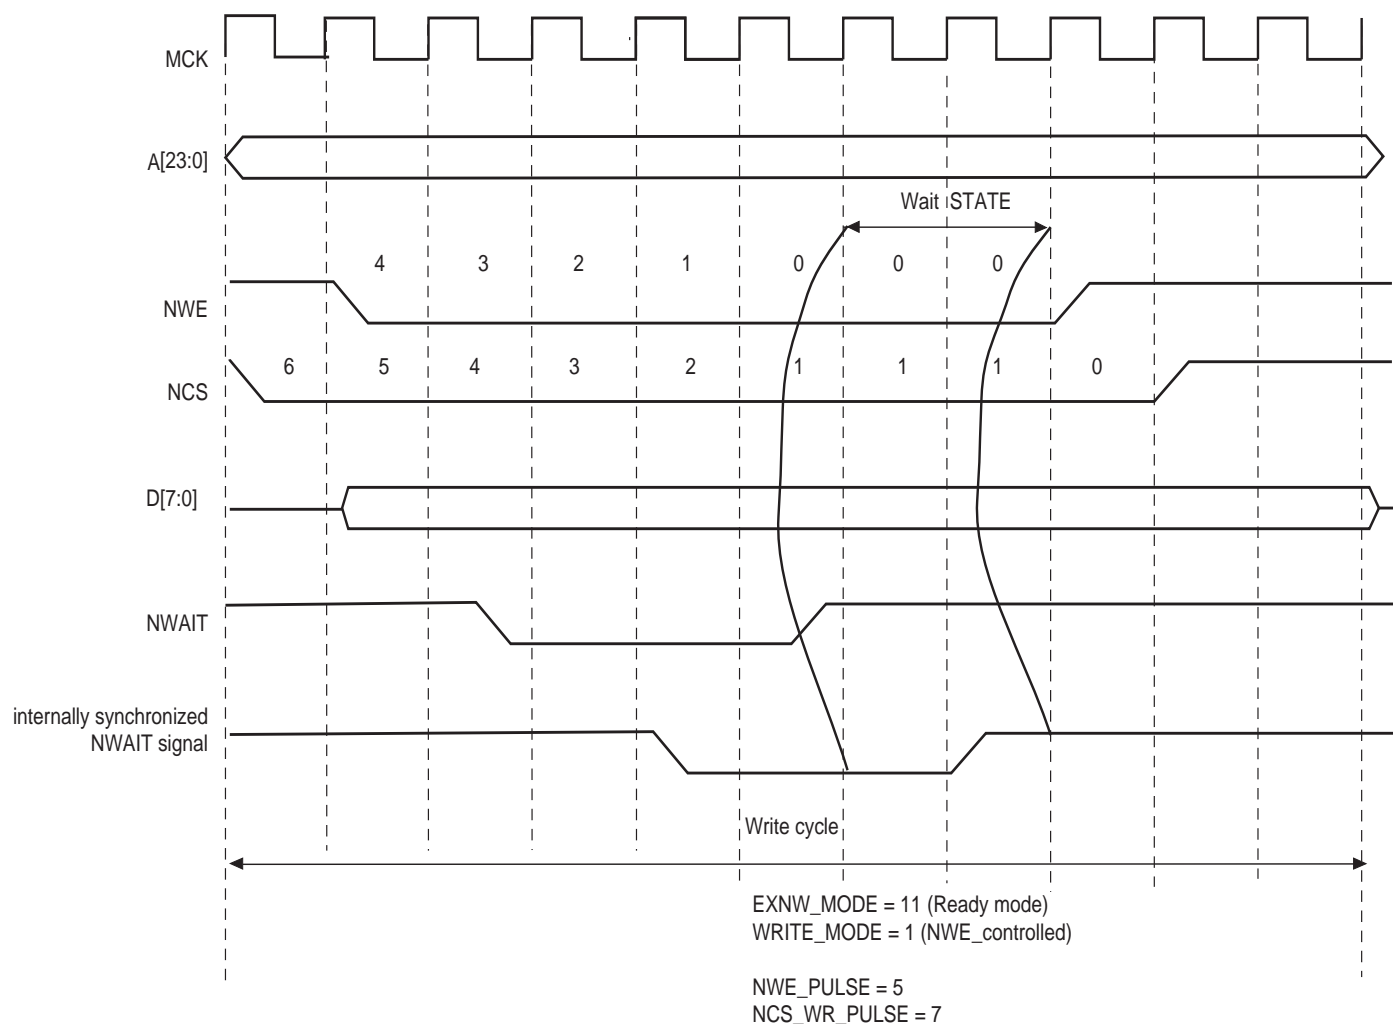 MCK
A[23:0]
Wait STATE
4 3 2 1 0 0 0
NWE
6 5 4 3 2 1 1 1 0
NCS
D[7:0]
NWAIT
internally synchronized
NWAIT signal
Write cycle
EXNW_MODE = 11 (Ready mode)
WRITE_MODE = 1 (NWE_controlled)
NWE_PULSE = 5
NCS_WR_PULSE = 7